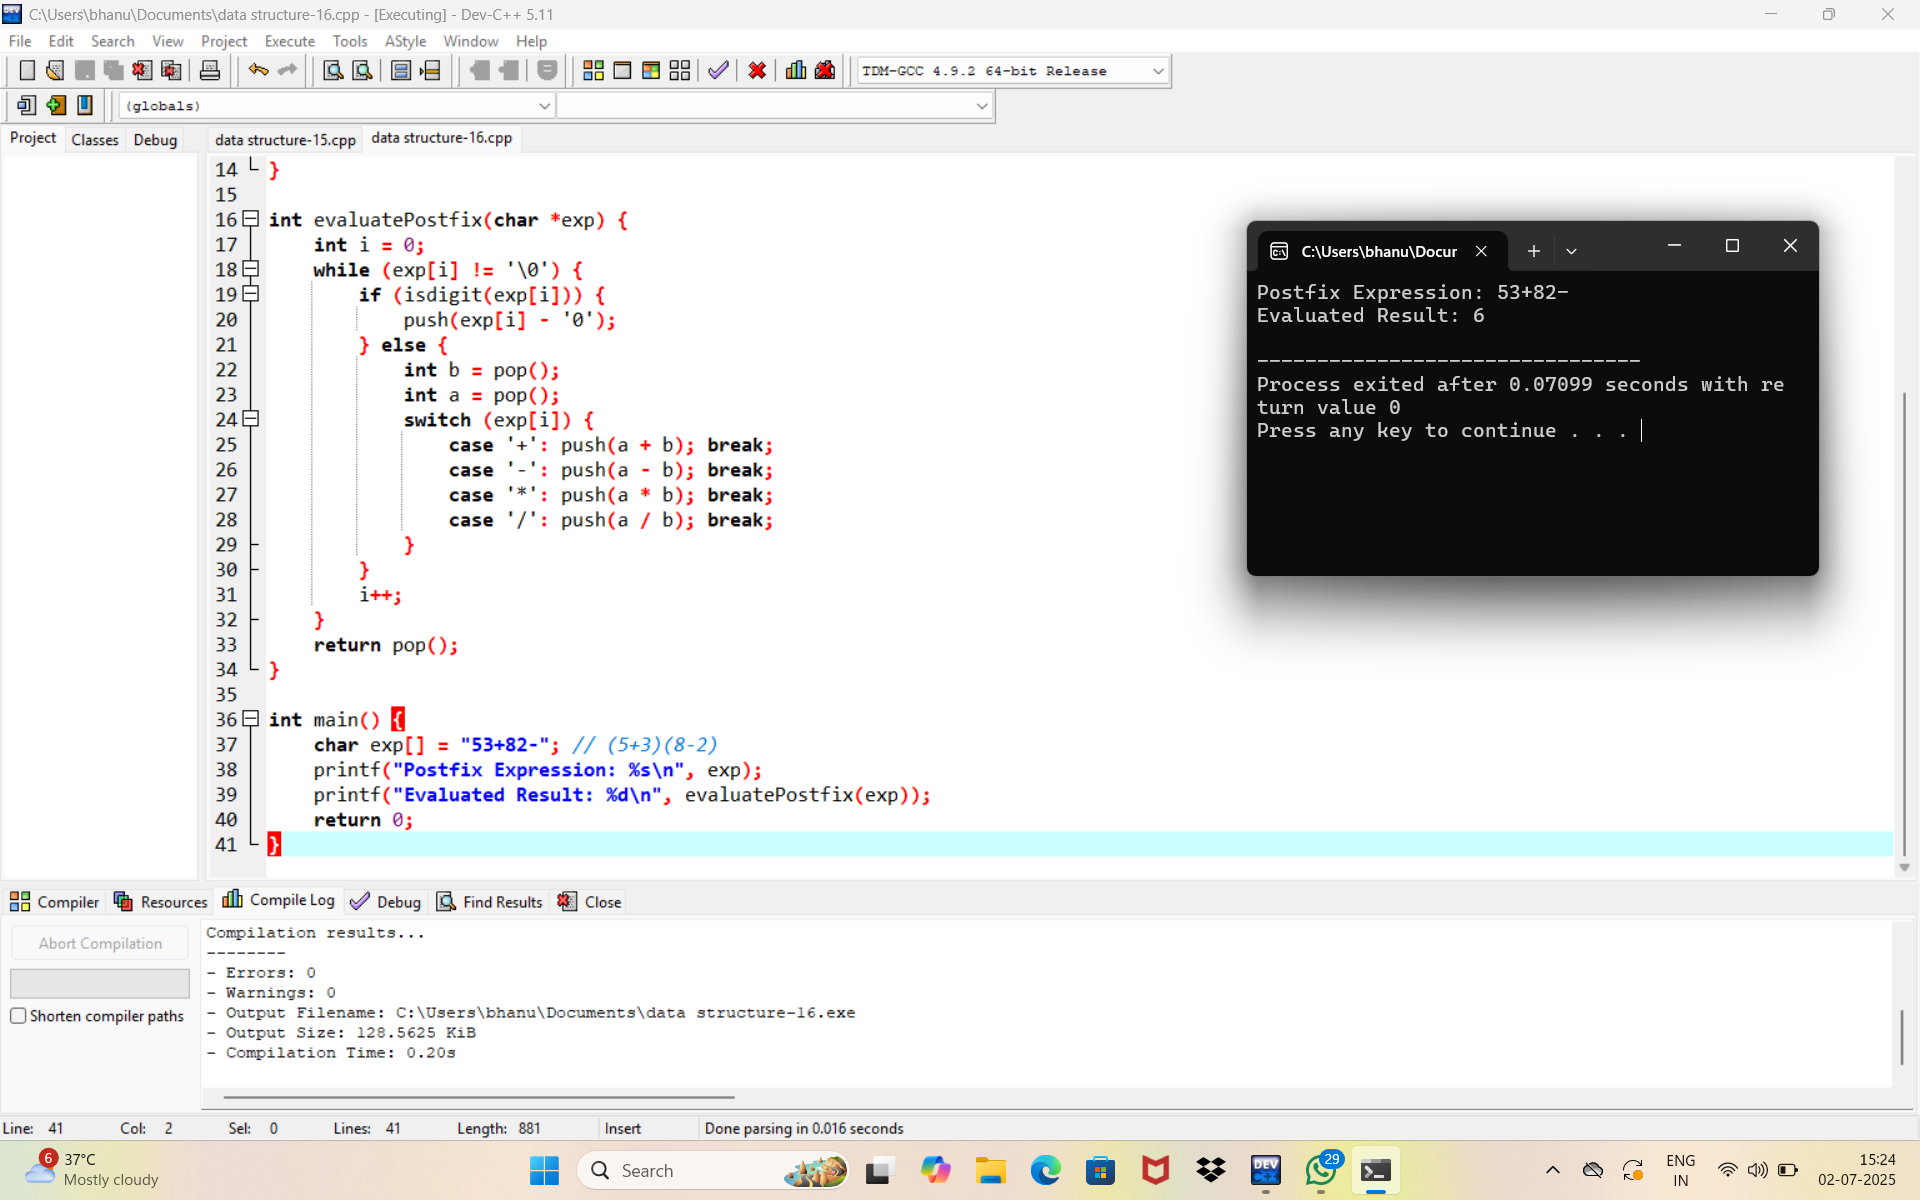 C:\Users\bhanu\Documents\data structure-16.cpp - [Executing] - Dev-C++ 5.11
File Edit Search View Project Execute Tools AStyle Window Help
TDM-GCC 4.9.2 64-bit Release
(globals)
Project Classes Debug data structure-15.cpp data structure-16.cpp
14 }
15
16 int evaluatePostfix(char *exp) {
17 int i = 0;
18 while (exp[i] != '\0') {
19 if (isdigit(exp[i])) {
20 push(exp[i] - '0');
21 } else {
22 int b = pop();
23 int a = pop();
24 switch (exp[i]) {
25 case '+': push(a + b); break;
26 case '-': push(a - b); break;
27 case '*': push(a * b); break;
28 case '/': push(a / b); break;
29 }
30 }
31 i++;
32 }
33 return pop();
34 }
35
36 int main() {
37 char exp[] = "53+82-"; // (5+3)(8-2)
38 printf("Postfix Expression: %s\n", exp);
39 printf("Evaluated Result: %d\n", evaluatePostfix(exp));
40 return 0;
41 }
C:\Users\bhanu\Docur
Postfix Expression: 53+82-
Evaluated Result: 6
--------------------------------
Process exited after 0.07099 seconds with re
turn value 0
Press any key to continue . . .
Compiler Resources Compile Log Debug Find Results Close
Abort Compilation
Shorten compiler paths
Compilation results...
--------
- Errors: 0
- Warnings: 0
- Output Filename: C:\Users\bhanu\Documents\data structure-16.exe
- Output Size: 128.5625 KiB
- Compilation Time: 0.20s
Line: 41 Col: 2 Sel: 0 Lines: 41 Length: 881 Insert Done parsing in 0.016 seconds
6 37°C
Mostly cloudy
Search
DEV
29
ENG
IN
15:24
02-07-2025